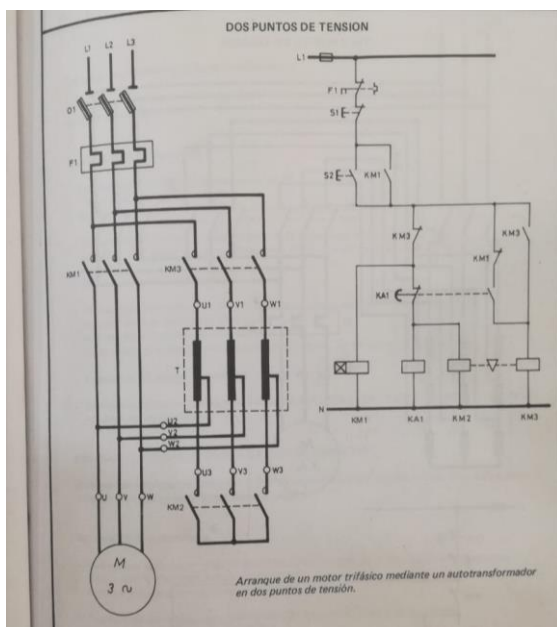 DOS PUNTOS DE TENSION
L1 L2 L3
Q1
F1
KM1
KM3
U1 V1 W1
T
U2
V2
W2
U3 V3 W3
U V W
KM2
M
3 ~
L1
F1
S1
S2
KM1
KM3
KM3
KM1
KA1
N
KM1 KA1 KM2 KM3
Arranque de un motor trifásico mediante un autotransformador
en dos puntos de tensión.